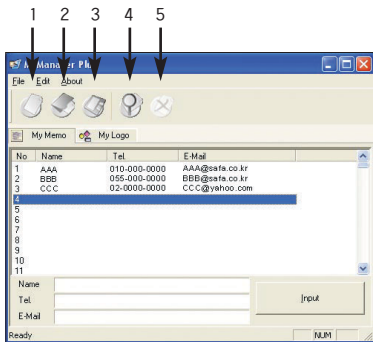 1 2 3 4 5
MyManager Plus
File Edit About
My Memo My Logo
No Name Tel. E-Mail
1 AAA 010-000-0000 AAA@safa.co.kr
2 BBB 055-000-0000 BBB@safa.co.kr
3 CCC 02-0000-0000 CCC@yahoo.com
4
5
6
7
8
9
10
11
Name
Tel.
Input
E-Mail
Ready NUM